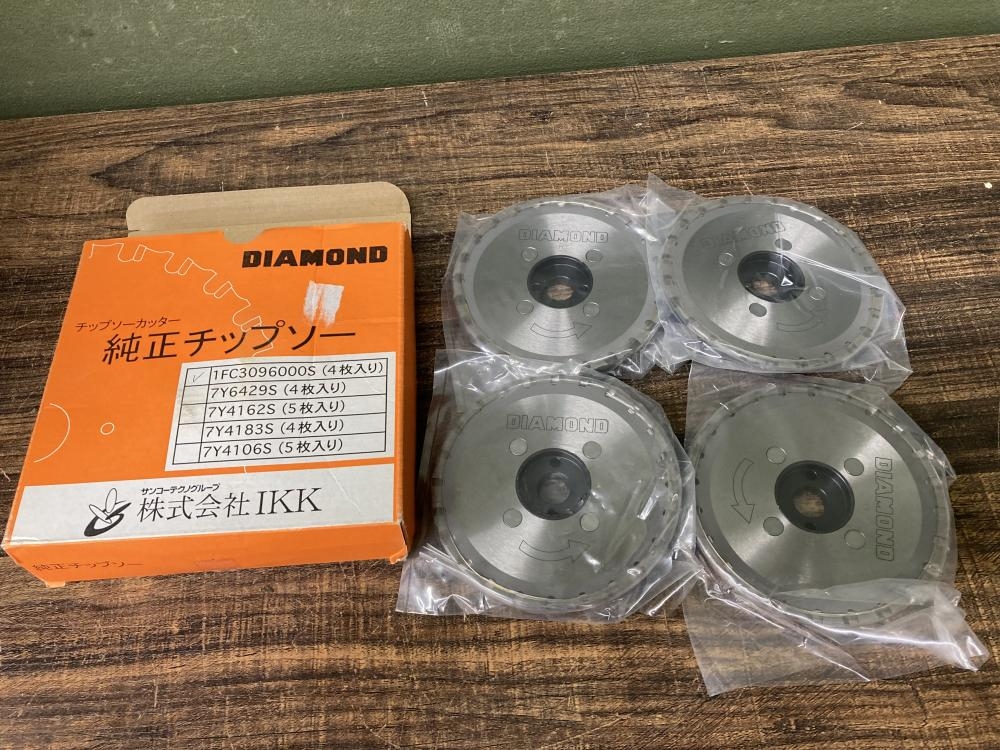 DIAMOND
チップソーカッター
純正チップソー
1FC3096000S (4枚入り)
7Y6429S (4枚入り)
7Y4162S (5枚入り)
7Y4183S (4枚入り)
7Y4106S (5枚入り)
サンコーテクノグループ
株式会社IKK
純正チップソー
DIAMOND
DIAMOND
DIAMOND
DIAMOND